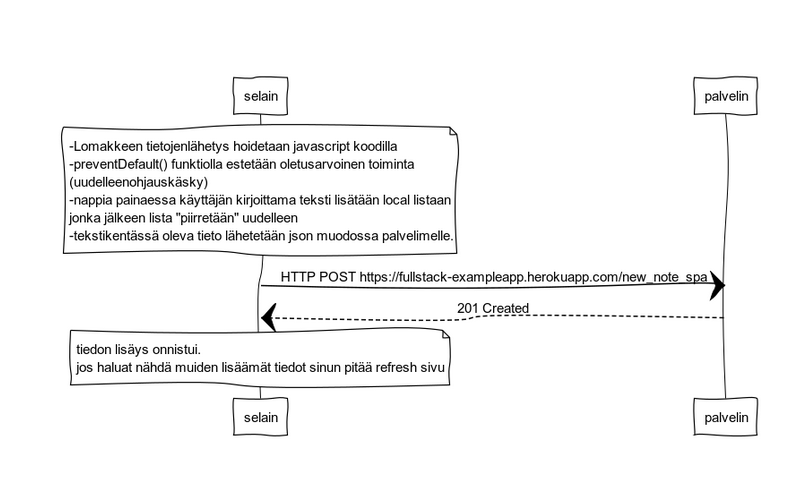 selain
palvelin
-Lomakkeen tietojenlähetys hoidetaan javascript koodilla
-preventDefault() funktiolla estetään oletusarvoinen toiminta
(uudelleenohjauskäsky)
-nappia painaessa käyttäjän kirjoittama teksti lisätään local listaan
jonka jälkeen lista "piirretään" uudelleen
-tekstikentässä oleva tieto lähetetään json muodossa palvelimelle.
HTTP POST https://fullstack-exampleapp.herokuapp.com/new_note_spa
201 Created
tiedon lisäys onnistui.
jos haluat nähdä muiden lisäämät tiedot sinun pitää refresh sivu
selain
palvelin